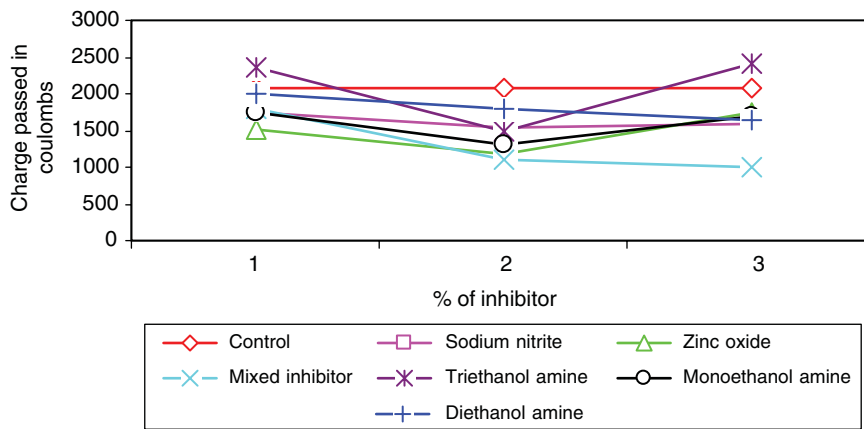 3000
2500
2000
1500
1000
500
0
Charge passed in
coulombs
1 2 3
% of inhibitor
Control Sodium nitrite Zinc oxide
Mixed inhibitor Triethanol amine Monoethanol amine
Diethanol amine